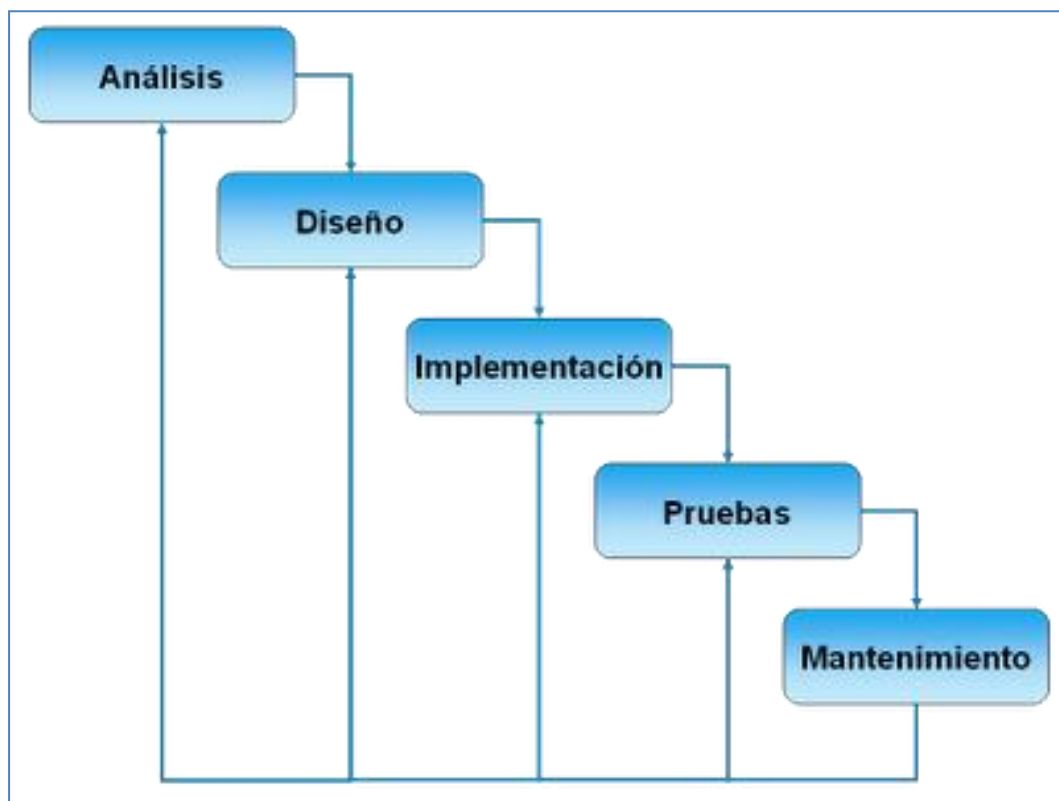 Análisis
Diseño
Implementación
Pruebas
Mantenimiento